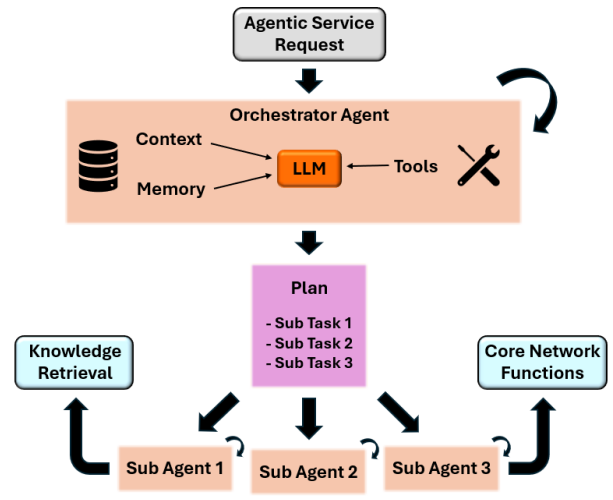 Agentic Service
Request
Orchestrator Agent
Context
LLM
Tools
Memory
Plan
- Sub Task 1
- Sub Task 2
- Sub Task 3
Knowledge
Retrieval
Core Network
Functions
Sub Agent 1
Sub Agent 2
Sub Agent 3